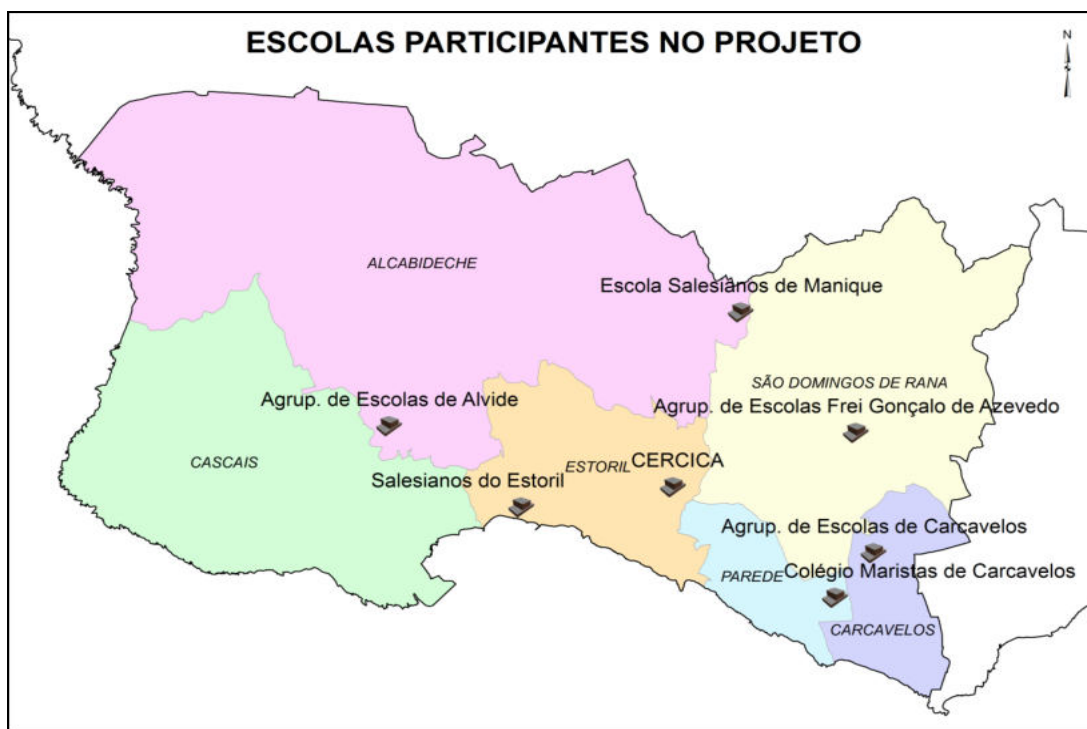 ESCOLAS PARTICIPANTES NO PROJETO
N
ALCABIDECHE
Escola Salesianos de Manique
SÃO DOMINGOS DE RANA
Agrup. de Escolas de Alvide
Agrup. de Escolas Frei Gonçalo de Azevedo
CASCAIS
ESTORIL
CERCICA
Salesianos do Estoril
Agrup. de Escolas de Carcavelos
PAREDE
Colégio Maristas de Carcavelos
CARCAVELOS